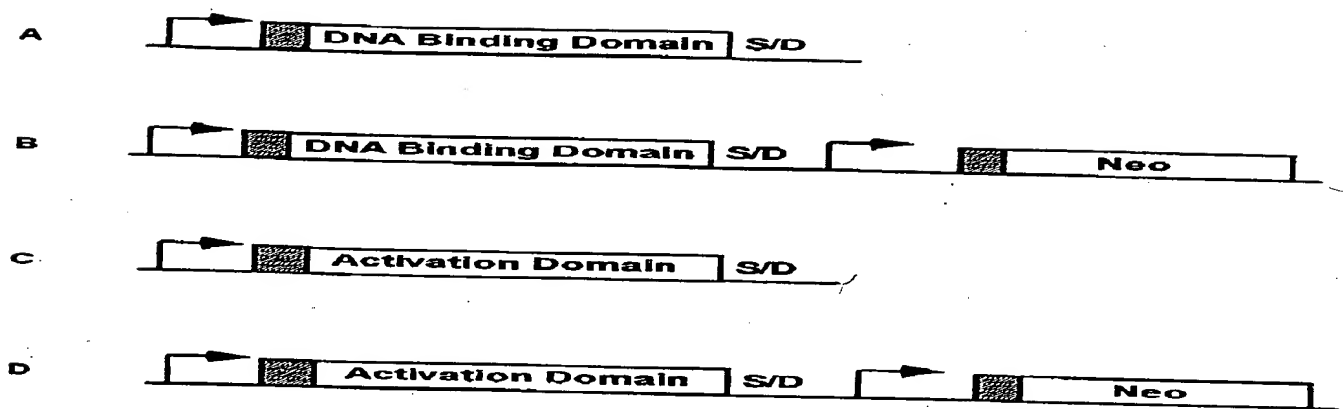 A DNA Binding Domain S/D
B DNA Binding Domain S/D Neo
C Activation Domain S/D
D Activation Domain S/D Neo